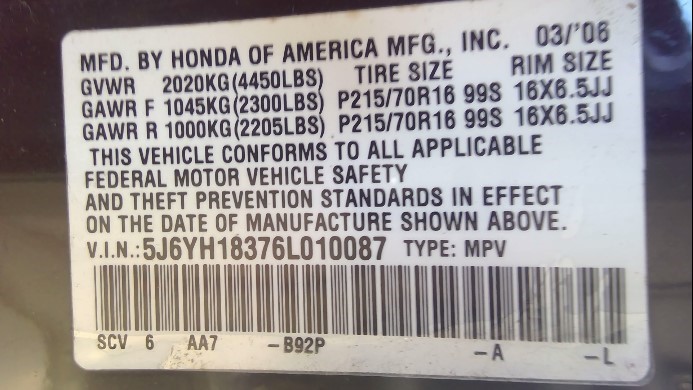 MFD. BY HONDA OF AMERICA MFG., INC. 03/'06
GVWR 2020KG(4450LBS) TIRE SIZE RIM SIZE
GAWR F 1045KG(2300LBS) P215/70R16 99S 16X6.5JJ
GAWR R 1000KG(2205LBS) P215/70R16 99S 16X6.5JJ
THIS VEHICLE CONFORMS TO ALL APPLICABLE
FEDERAL MOTOR VEHICLE SAFETY
AND THEFT PREVENTION STANDARDS IN EFFECT
ON THE DATE OF MANUFACTURE SHOWN ABOVE.
V.I.N.:5J6YH18376L010087 TYPE: MPV
SCV 6 AA7 -B92P -A -L